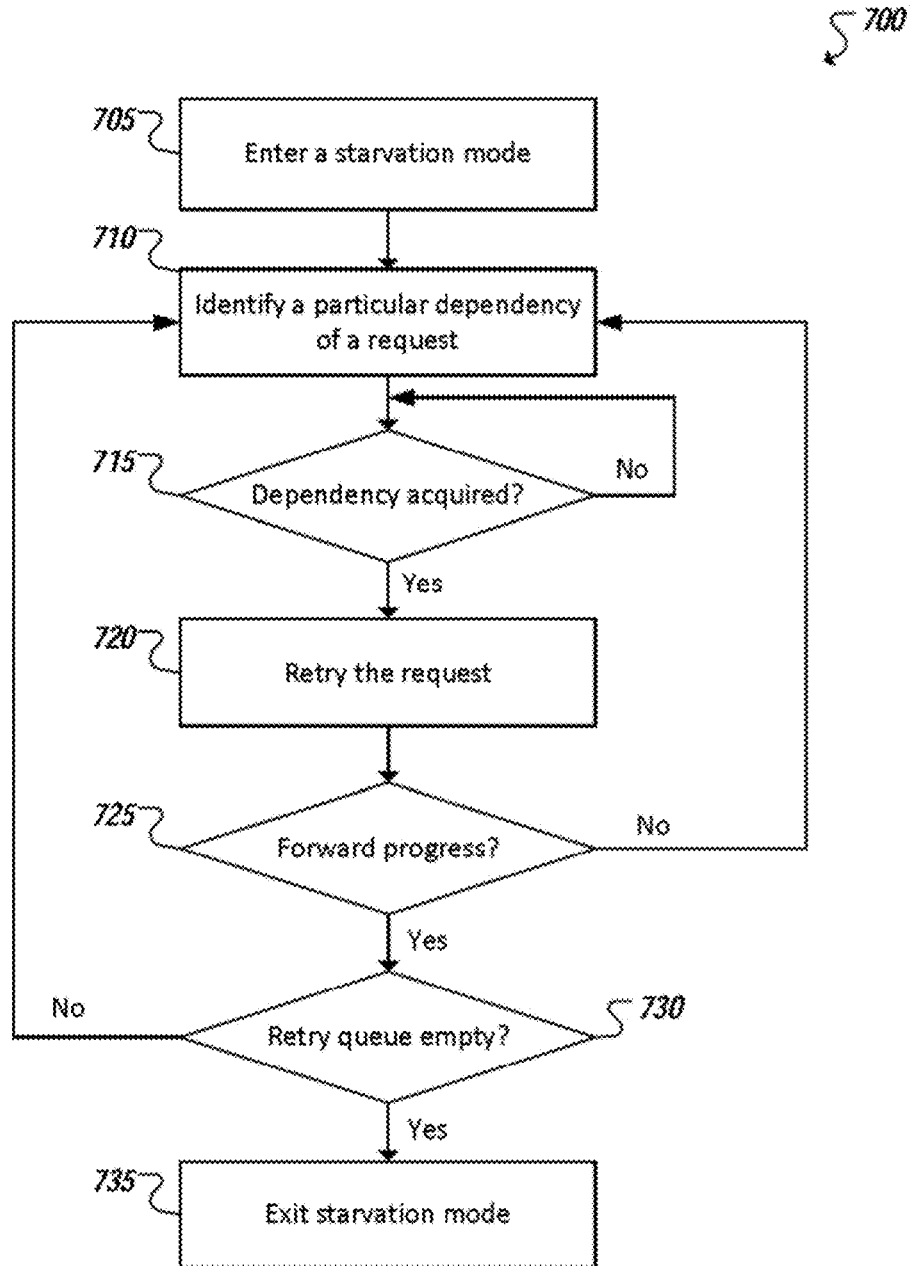 700
705
Enter a starvation mode
710
Identify a particular dependency
of a request
715
Dependency acquired?
No
Yes
720
Retry the request
725
Forward progress?
No
Yes
No
Retry queue empty?
730
Yes
735
Exit starvation mode